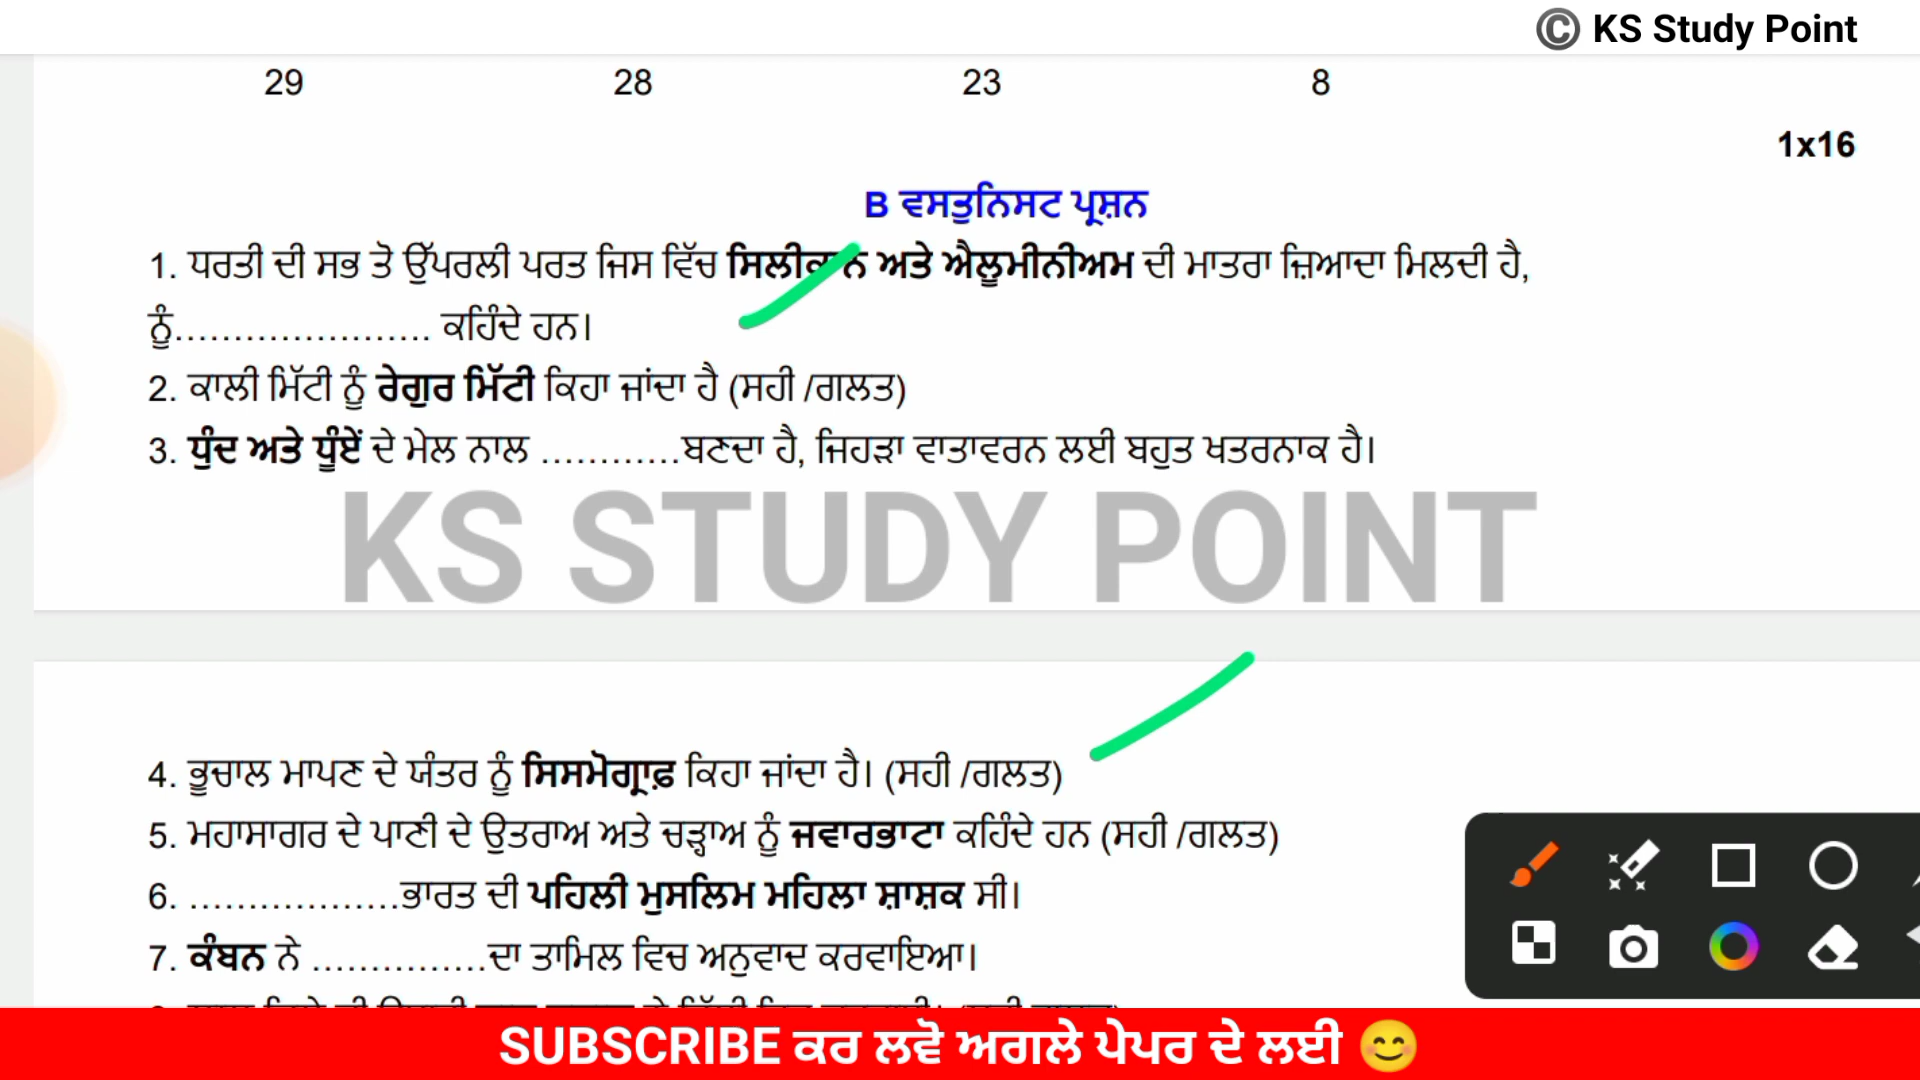 © KS Study Point
29 28 23 8
1x16
B ਵਸਤੁਨਿਸਟ ਪ੍ਰਸ਼ਨ
1. ਧਰਤੀ ਦੀ ਸਭ ਤੋ ਉੱਪਰਲੀ ਪਰਤ ਜਿਸ ਵਿੱਚ ਸਿਲੀਕਾਨ ਅਤੇ ਐਲੂਮੀਨੀਅਮ ਦੀ ਮਾਤਰਾ ਜ਼ਿਆਦਾ ਮਿਲਦੀ ਹੈ,
ਨੂੰ...................... ਕਹਿੰਦੇ ਹਨ।
2. ਕਾਲੀ ਮਿੱਟੀ ਨੂੰ ਰੇਗੁਰ ਮਿੱਟੀ ਕਿਹਾ ਜਾਂਦਾ ਹੈ (ਸਹੀ /ਗਲਤ)
3. ਧੁੰਦ ਅਤੇ ਧੂੰਏਂ ਦੇ ਮੇਲ ਨਾਲ ............ਬਣਦਾ ਹੈ, ਜਿਹੜਾ ਵਾਤਾਵਰਨ ਲਈ ਬਹੁਤ ਖਤਰਨਾਕ ਹੈ।
KS STUDY POINT
4. ਭੂਚਾਲ ਮਾਪਣ ਦੇ ਯੰਤਰ ਨੂੰ ਸਿਸਮੋਗ੍ਰਾਫ਼ ਕਿਹਾ ਜਾਂਦਾ ਹੈ। (ਸਹੀ /ਗਲਤ)
5. ਮਹਾਸਾਗਰ ਦੇ ਪਾਣੀ ਦੇ ਉਤਰਾਅ ਅਤੇ ਚੜ੍ਹਾਅ ਨੂੰ ਜਵਾਰਭਾਟਾ ਕਹਿੰਦੇ ਹਨ (ਸਹੀ /ਗਲਤ)
6. ..................ਭਾਰਤ ਦੀ ਪਹਿਲੀ ਮੁਸਲਿਮ ਮਹਿਲਾ ਸ਼ਾਸ਼ਕ ਸੀ।
7. ਕੰਬਨ ਨੇ ...............ਦਾ ਤਾਮਿਲ ਵਿਚ ਅਨੁਵਾਦ ਕਰਵਾਇਆ।
SUBSCRIBE ਕਰ ਲਵੋ ਅਗਲੇ ਪੇਪਰ ਦੇ ਲਈ 😊